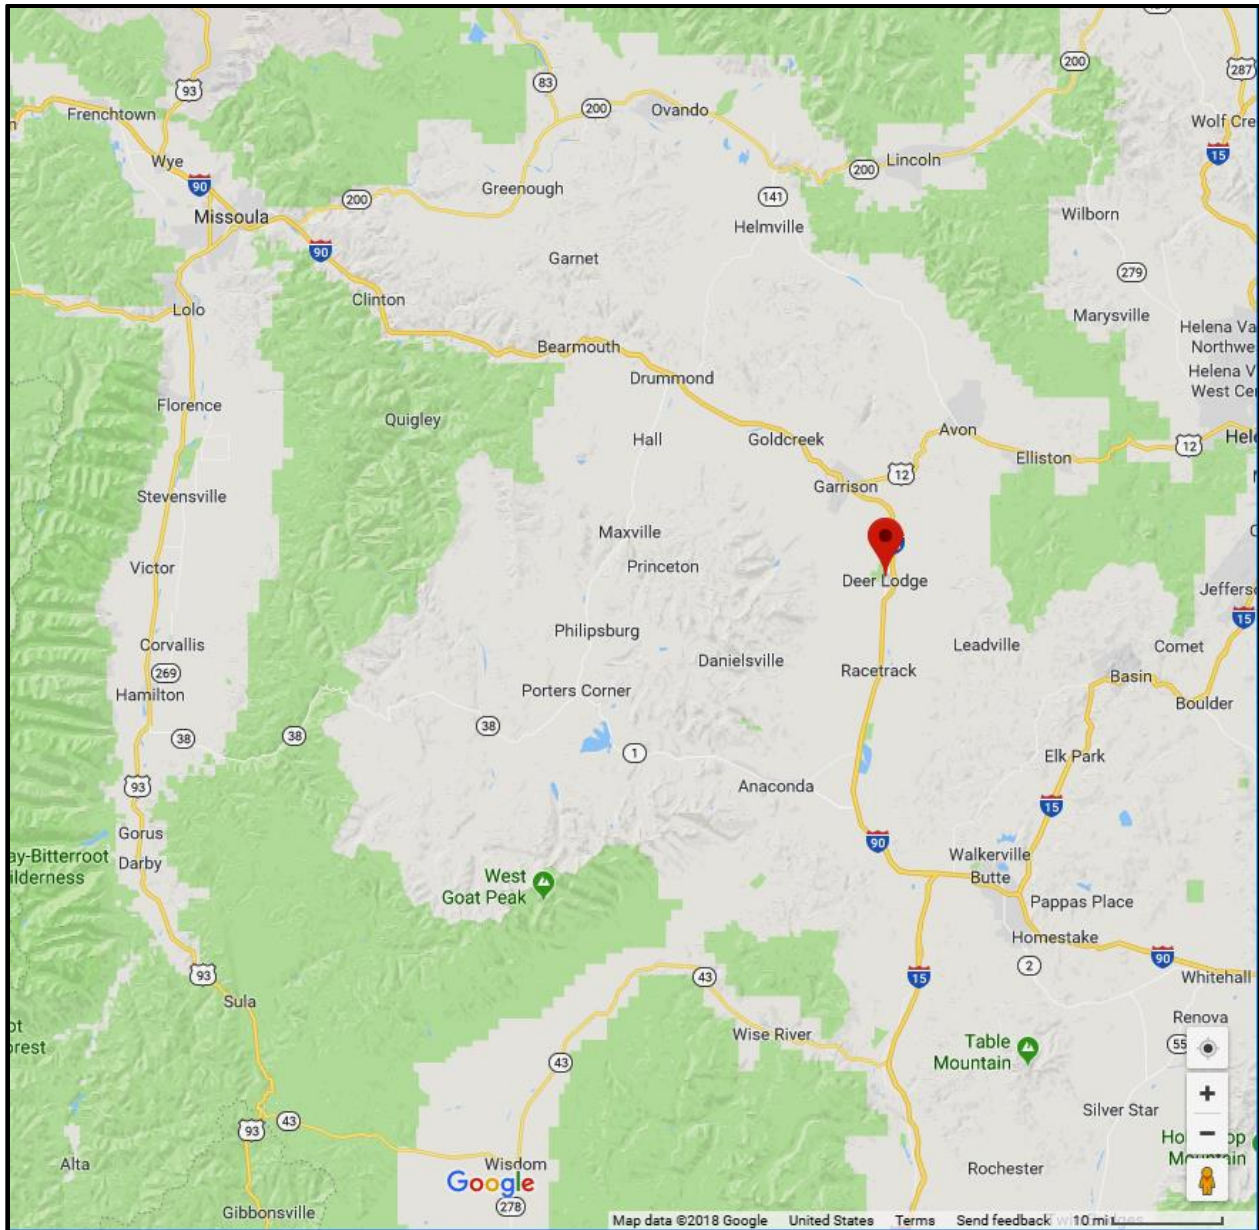 93
83
200
200
287
Frenchtown
Ovando
Wolf Cre
Wye
15
Lincoln
200
90
Greenough
141
200
Missoula
Helmville
Wilborn
90
Garnet
279
Clinton
Lolo
Marysville
Helena Va
Northwe
Bearmouth
Helena V
West Cen
Drummond
Florence
Quigley
Hall
Goldcreek
Avon
Hele
12
Elliston
12
Garrison
Stevensville
Maxville
Princeton
Victor
Deer Lodge
Jefferso
15
Philipsburg
Corvallis
Leadville
Comet
Danielsville
269
Racetrack
Basin
Hamilton
Porters Corner
Boulder
38
38
38
1
Elk Park
93
Anaconda
15
Gorus
90
ay-Bitterroot
ilderness
Darby
Walkerville
Butte
West
Goat Peak
Pappas Place
Homestake
90
2
93
43
15
Whitehall
Sula
Renova
Wise River
Table
Mountain
55
43
Silver Star
93
43
Alta
Wisdom
Rochester
Mountain
Google
278
Gibbonsville
Map data ©2018 Google United States Terms Send feedback 10 mi